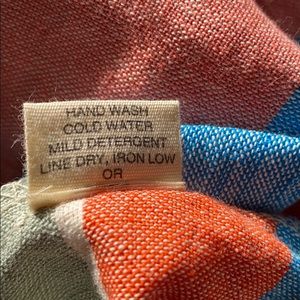 HAND WASH
COLD WATER
MILD DETERGENT
LINE DRY, IRON LOW
OR